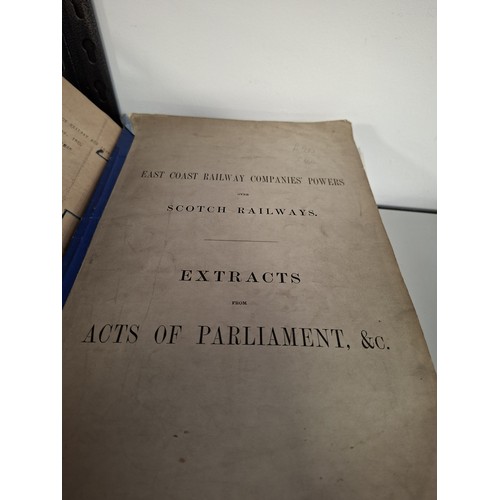 EAST COAST RAILWAY COMPANIES' POWERS
OVER
SCOTCH RAILWAYS.
EXTRACTS
FROM
ACTS OF PARLIAMENT, &c.